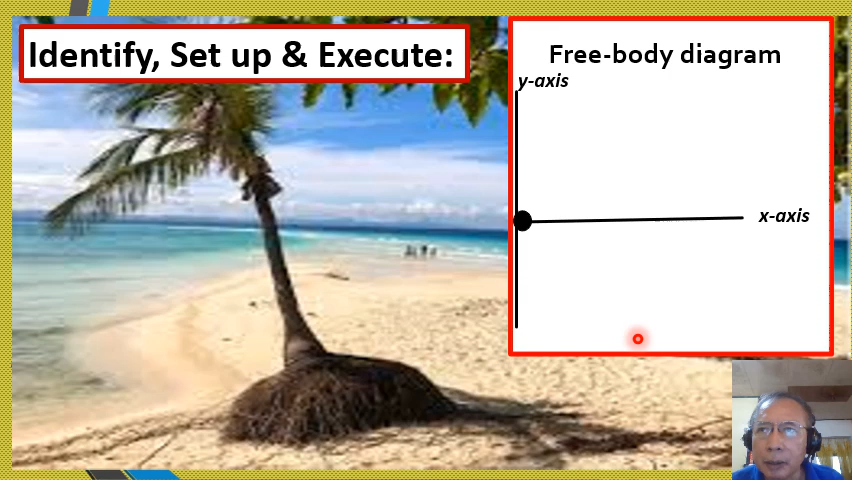 Identify, Set up & Execute:
Free-body diagram
y-axis
x-axis